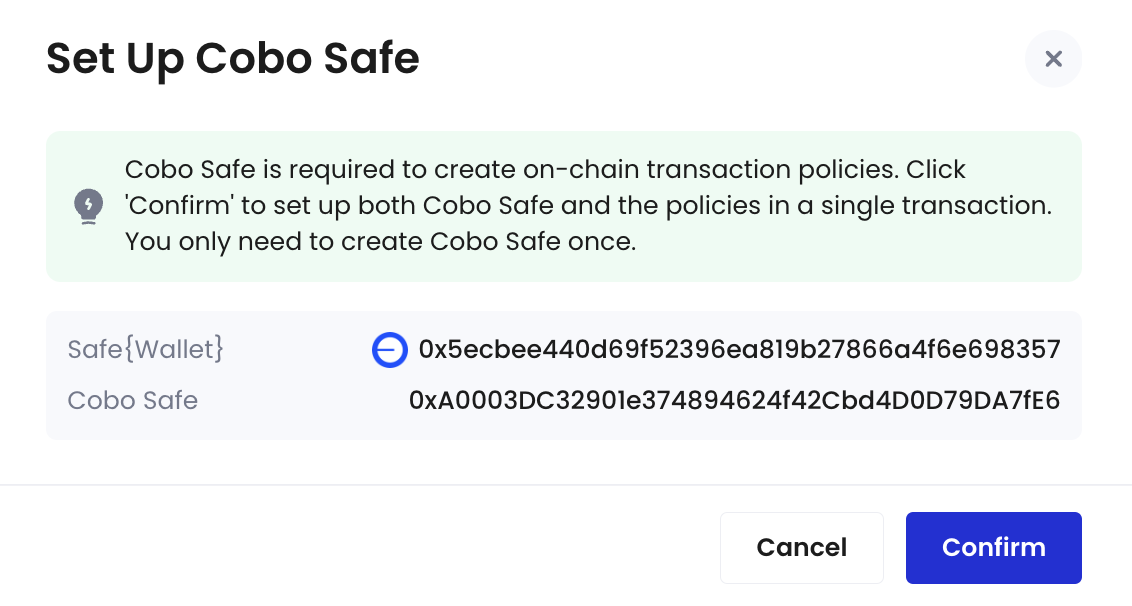 Set Up Cobo Safe
Cobo Safe is required to create on-chain transaction policies. Click
'Confirm' to set up both Cobo Safe and the policies in a single transaction.
You only need to create Cobo Safe once.
Safe{Wallet} 0x5ecbee440d69f52396ea819b27866a4f6e698357
Cobo Safe 0xA0003DC32901e374894624f42Cbd4D0D79DA7fE6
Cancel Confirm